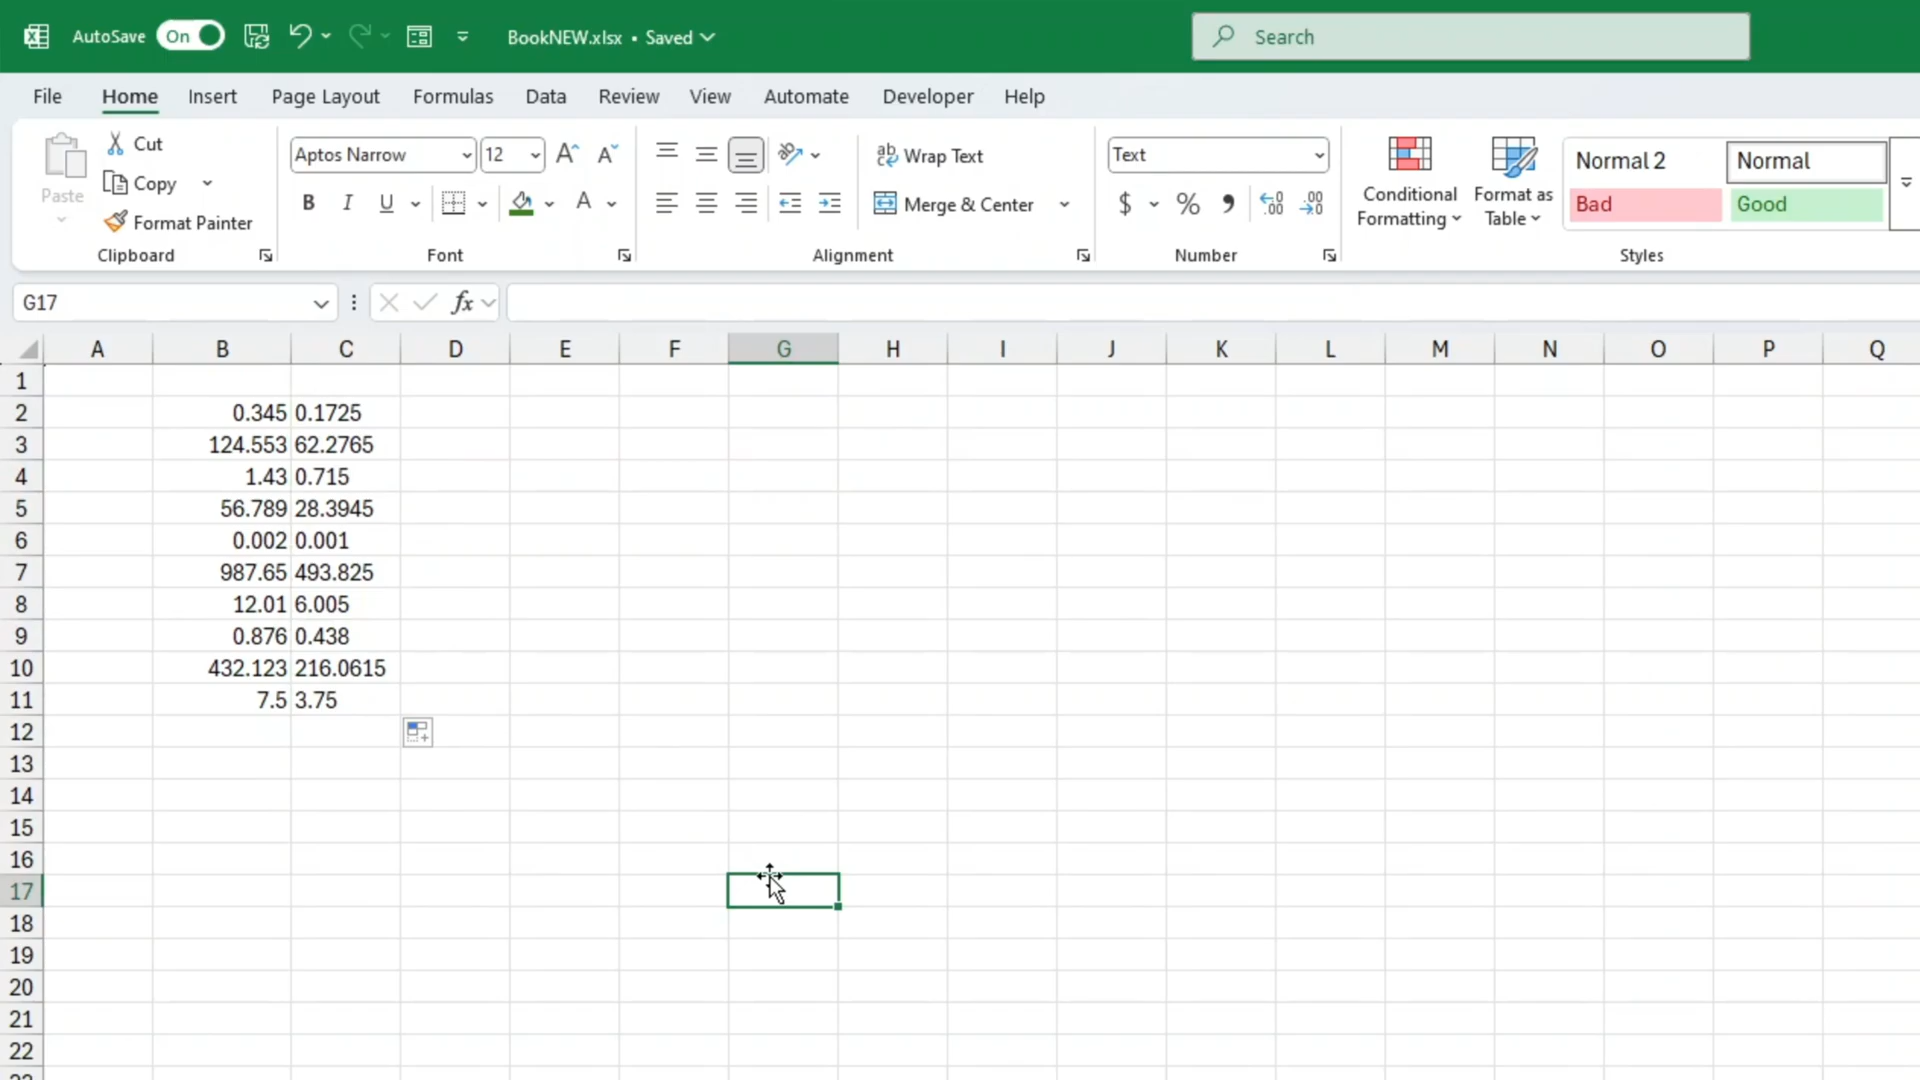 AutoSave On BookNEW.xlsx • Saved Search
File Home Insert Page Layout Formulas Data Review View Automate Developer Help
Paste Cut Copy Format Painter
Clipboard
Aptos Narrow 12 A A
B I U A
Font
ab Wrap Text
Merge & Center
Alignment
Text
$ % 9 .00 .00
Number
Conditional Formatting
Format as Table
Normal 2 Normal
Bad Good
Styles
G17 fx
A B C D E F G H I J K L M N O P Q
1
2 0.345 0.1725
3 124.553 62.2765
4 1.43 0.715
5 56.789 28.3945
6 0.002 0.001
7 987.65 493.825
8 12.01 6.005
9 0.876 0.438
10 432.123 216.0615
11 7.5 3.75
12
13
14
15
16
17
18
19
20
21
22